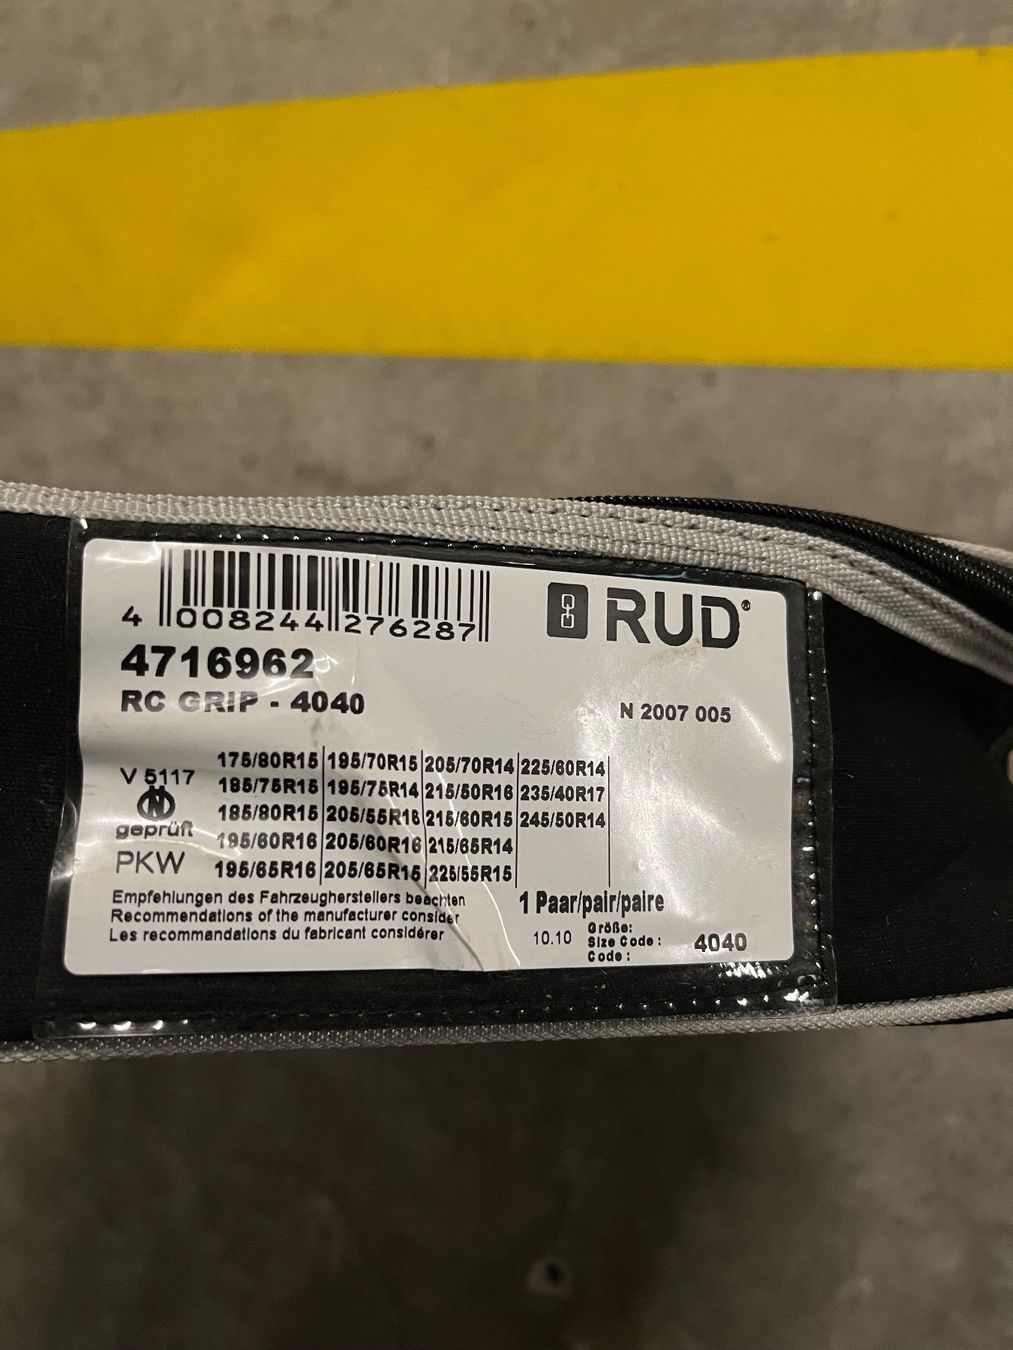 4 008244 276287
RUD®
4716962
RC GRIP - 4040
N 2007 005
V 5117
geprüft
PKW
175/80R15 195/70R15 205/70R14 225/60R14
185/75R15 195/75R14 215/50R16 235/40R17
185/80R15 205/55R16 215/60R15 245/50R14
195/60R16 205/60R16 215/65R14
195/65R16 205/65R15 225/55R15
Empfehlungen des Fahrzeugherstellers beachten
Recommendations of the manufacturer consider
Les recommandations du fabricant considérer
1 Paar/pair/paire
10.10
Größe:
Size Code :
Code :
4040